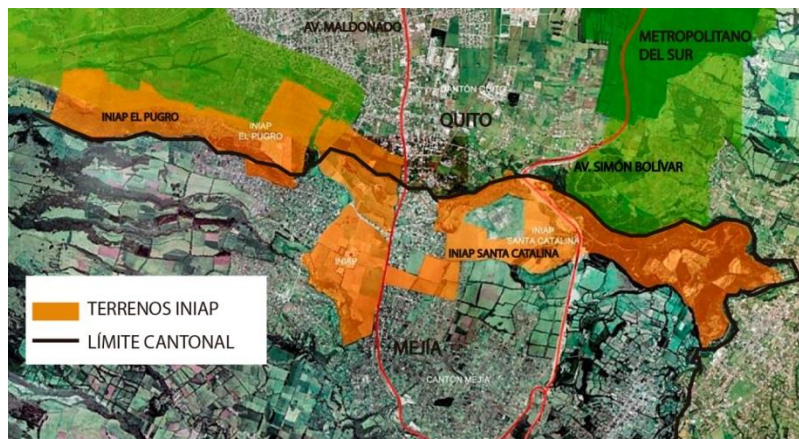 AV. MALDONADO
METROPOLITANO
DEL SUR
CANTÓN QUITO
QUITO
INIAP EL PUGRO
INIAP
EL PUGRO
AV. SIMÓN BOLÍVAR
INIAP
SANTA CATALINA
INIAP SANTA CATALINA
INIAP
TERRENOS INIAP
LÍMITE CANTONAL
MEJÍA
CANTÓN MEJÍA